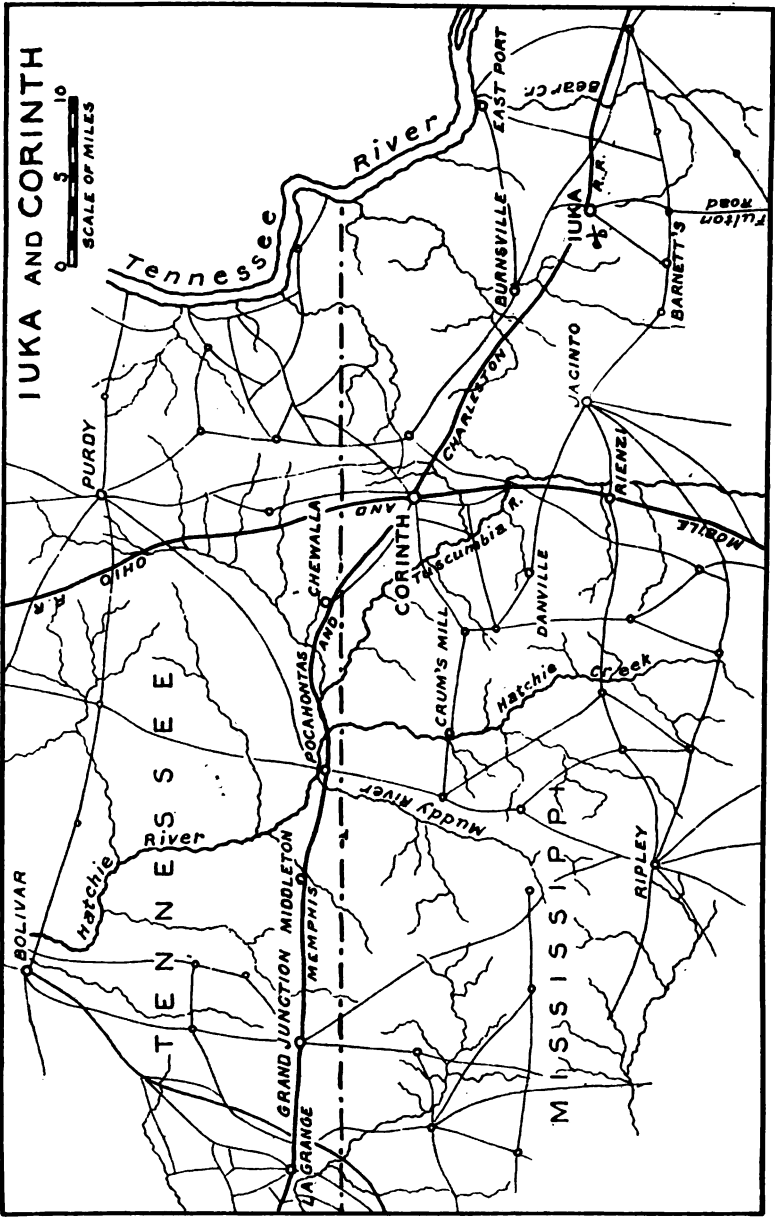 IUKA AND CORINTH
0 5 10
SCALE OF MILES
Tennessee River
EAST PORT
Bear Cr.
BURNSVILLE
IUKA
R.R.
BARNETT'S
Fulton
Road
JACINTO
CHARLESTON
AND
PURDY
OHIO
R.R.
CHEWALLA
CORINTH
Tuscumbia R.
RIENZI
MOBILE
DANVILLE
CRUM'S MILL
POCAHONTAS
AND
Hatchie Creek
Muddy River
TENNESSEE
Hatchie River
BOLIVAR
MIDDLETON
MEMPHIS
GRAND JUNCTION
LA GRANGE
RIPLEY
MISSISSIPPI